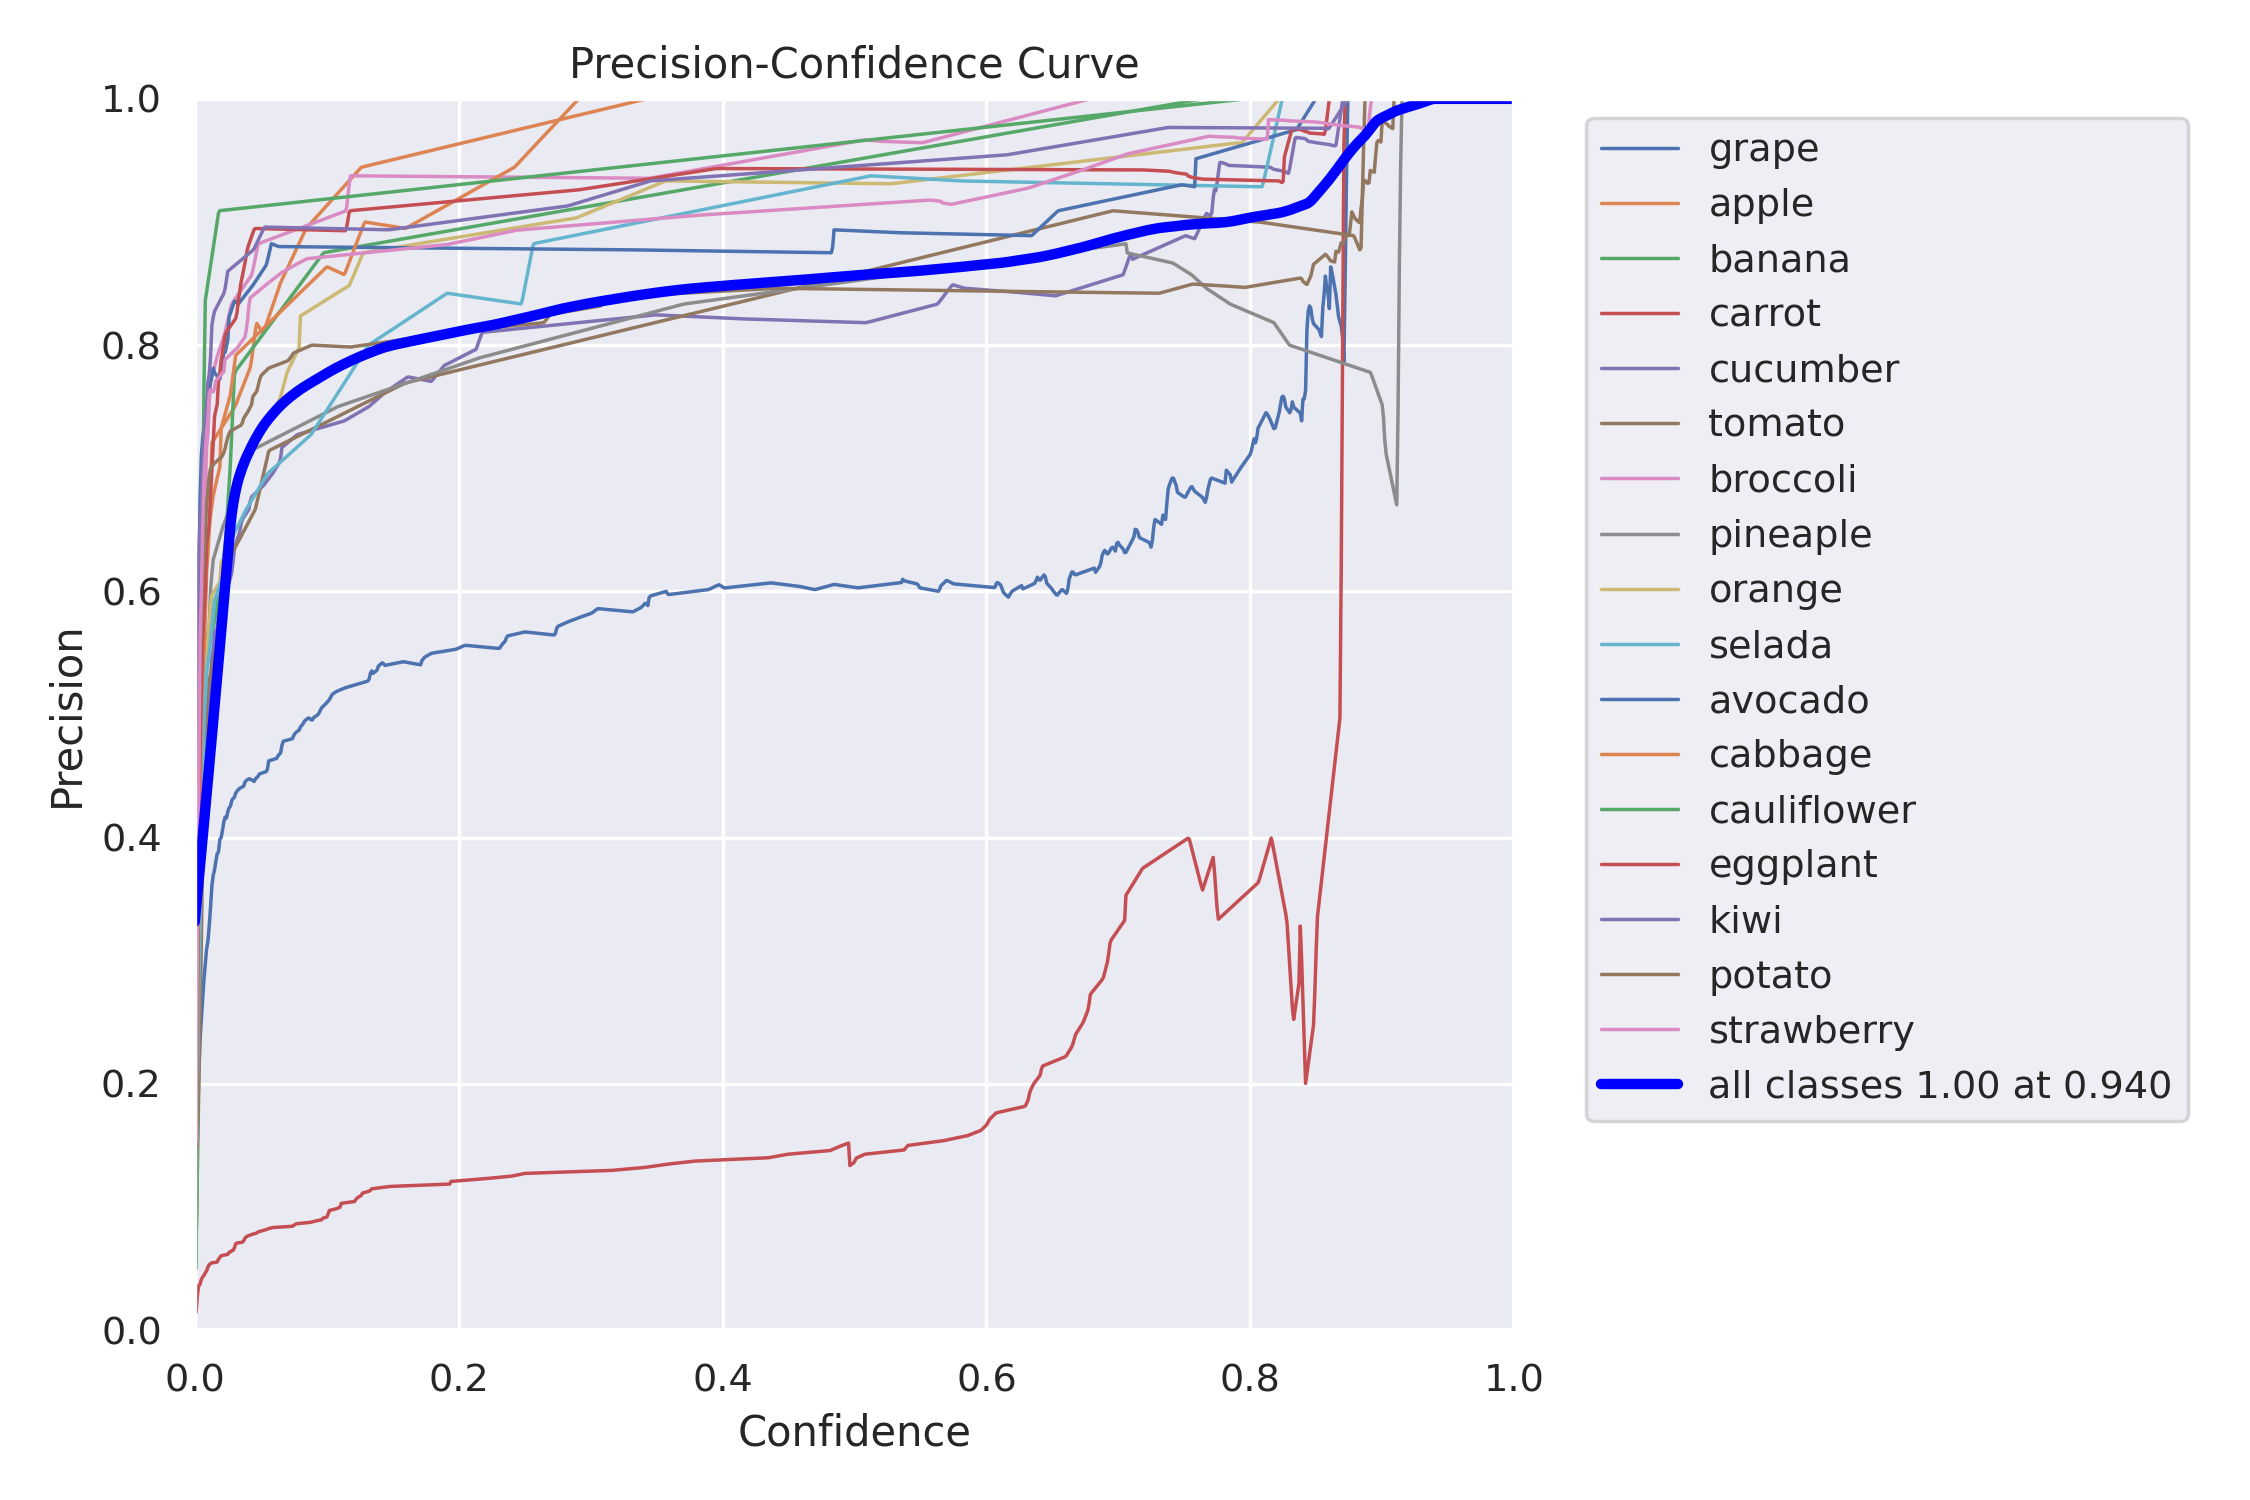 Precision-Confidence Curve
1.0
0.8
0.6
0.4
0.2
0.0
Precision
0.0 0.2 0.4 0.6 0.8 1.0
Confidence
grape
apple
banana
carrot
cucumber
tomato
broccoli
pineaple
orange
selada
avocado
cabbage
cauliflower
eggplant
kiwi
potato
strawberry
all classes 1.00 at 0.940